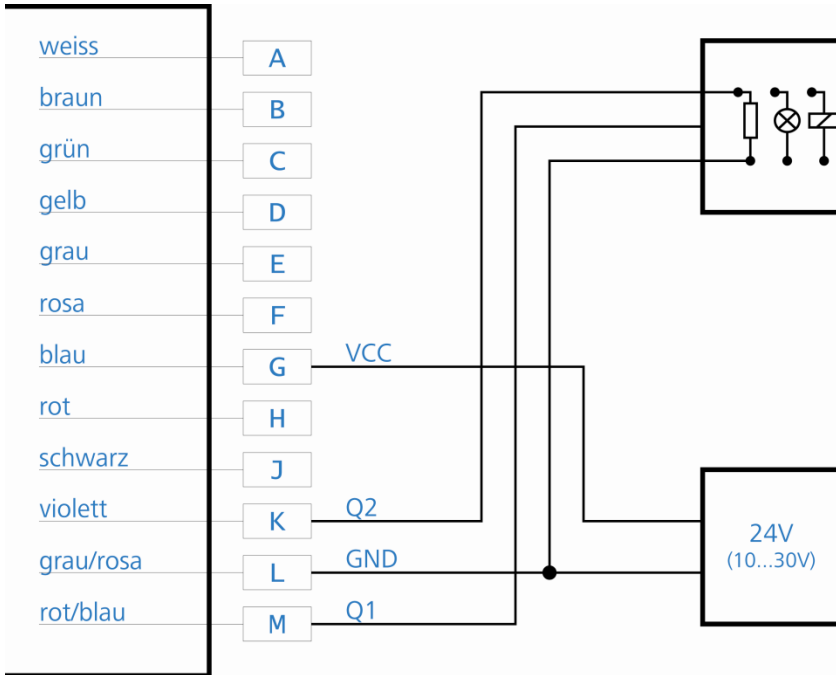 weiss A
braun B
grün C
gelb D
grau E
rosa F
blau G VCC
rot H
schwarz J
violett K Q2
24V
(10...30V)
grau/rosa L GND
rot/blau M Q1